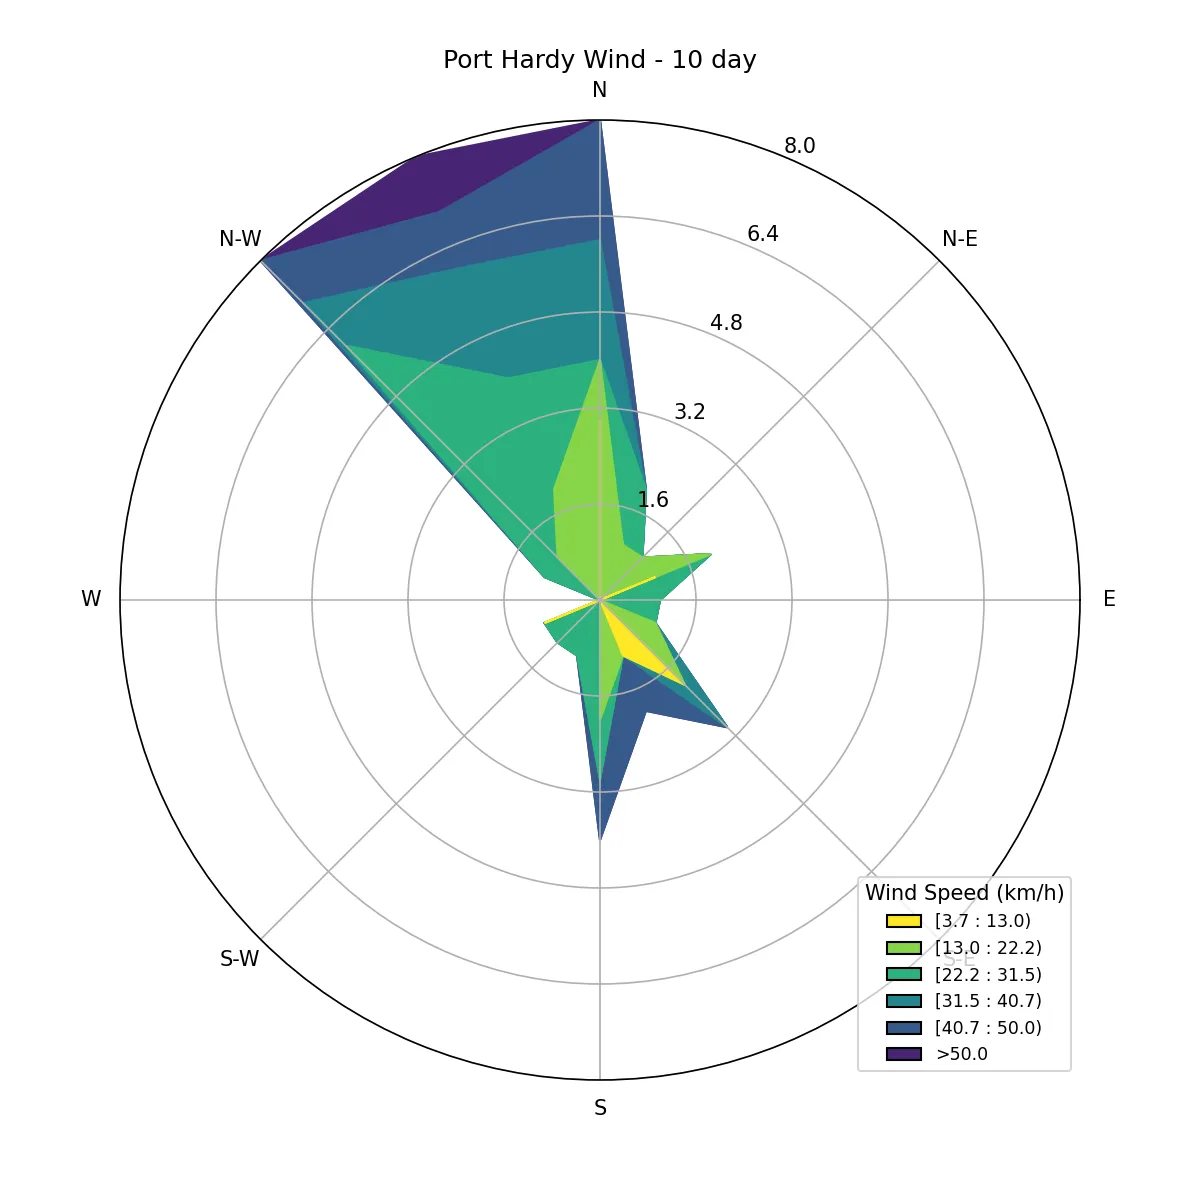 Port Hardy Wind - 10 day
N
8.0
N-W
6.4
N-E
4.8
3.2
1.6
W
E
S-W
S-E
S
Wind Speed (km/h)
[3.7 : 13.0)
[13.0 : 22.2)
[22.2 : 31.5)
[31.5 : 40.7)
[40.7 : 50.0)
>50.0